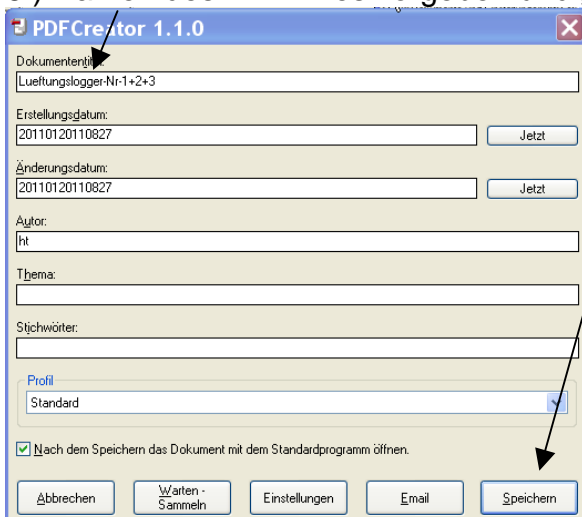 PDFCreator 1.1.0
Dokumententitel:
Lueftungslogger-Nr-1+2+3
Erstellungsdatum:
20110120110827
Jetzt
Änderungsdatum:
20110120110827
Jetzt
Autor:
ht
Thema:
Stichwörter:
Profil
Standard
Nach dem Speichern das Dokument mit dem Standardprogramm öffnen.
Abbrechen
Warten -
Sammeln
Einstellungen
Email
Speichern